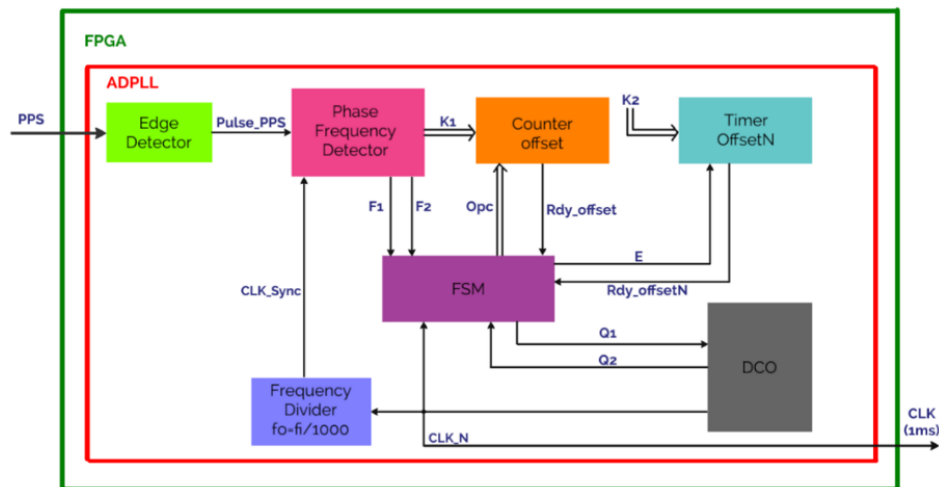 FPGA
ADPLL
PPS
Edge
Detector
Pulse_PPS
Phase
Frequency
Detector
K1
Counter
offset
K2
Timer
OffsetN
F1
F2
Opc
Rdy_offset
E
Rdy_offsetN
CLK_Sync
FSM
Q1
Q2
DCO
Frequency
Divider
fo=fi/1000
CLK_N
CLK
(1ms)